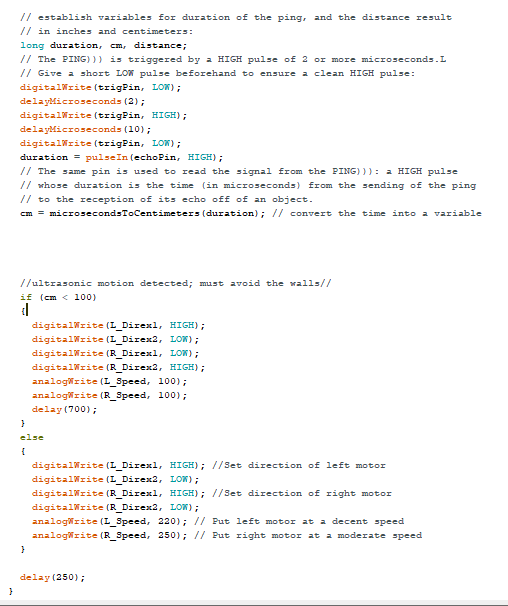 // establish variables for duration of the ping, and the distance result
// in inches and centimeters:
long duration, cm, distance;
// The PING))) is triggered by a HIGH pulse of 2 or more microseconds.L
// Give a short LOW pulse beforehand to ensure a clean HIGH pulse:
digitalWrite(trigPin, LOW);
delayMicroseconds(2);
digitalWrite(trigPin, HIGH);
delayMicroseconds(10);
digitalWrite(trigPin, LOW);
duration = pulseIn(echoPin, HIGH);
// The same pin is used to read the signal from the PING))): a HIGH pulse
// whose duration is the time (in microseconds) from the sending of the ping
// to the reception of its echo off of an object.
cm = microsecondsToCentimeters(duration); // convert the time into a variable
//ultrasonic motion detected; must avoid the walls//
if (cm < 100)
{
digitalWrite(L_Direx1, HIGH);
digitalWrite(L_Direx2, LOW);
digitalWrite(R_Direx1, LOW);
digitalWrite(R_Direx2, HIGH);
analogWrite(L_Speed, 100);
analogWrite(R_Speed, 100);
delay(700);
}
else
{
digitalWrite(L_Direx1, HIGH); //Set direction of left motor
digitalWrite(L_Direx2, LOW);
digitalWrite(R_Direx1, HIGH); //Set direction of right motor
digitalWrite(R_Direx2, LOW);
analogWrite(L_Speed, 220); // Put left motor at a decent speed
analogWrite(R_Speed, 250); // Put right motor at a moderate speed
}
delay(250);
}